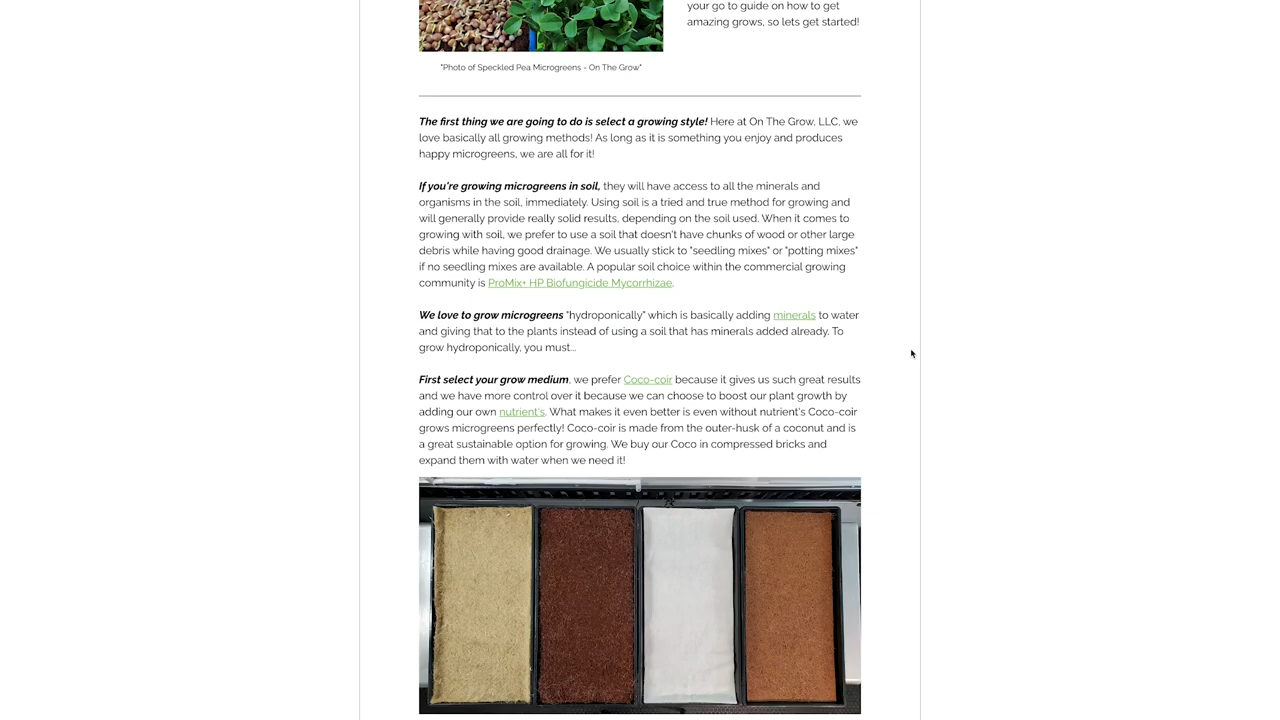 your go to guide on how to get
amazing grows, so lets get started!
"Photo of Speckled Pea Microgreens - On The Grow"
The first thing we are going to do is select a growing style! Here at On The Grow, LLC, we
love basically all growing methods! As long as it is something you enjoy and produces
happy microgreens, we are all for it!
If you're growing microgreens in soil, they will have access to all the minerals and
organisms in the soil, immediately. Using soil is a tried and true method for growing and
will generally provide really solid results, depending on the soil used. When it comes to
growing with soil, we prefer to use a soil that doesn't have chunks of wood or other large
debris while having good drainage. We usually stick to "seedling mixes" or "potting mixes"
if no seedling mixes are available. A popular soil choice within the commercial growing
community is ProMix+ HP Biofungicide Mycorrhizae.
We love to grow microgreens "hydroponically" which is basically adding minerals to water
and giving that to the plants instead of using a soil that has minerals added already. To
grow hydroponically, you must...
First select your grow medium, we prefer Coco-coir because it gives us such great results
and we have more control over it because we can choose to boost our plant growth by
adding our own nutrient's. What makes it even better is even without nutrient's Coco-coir
grows microgreens perfectly! Coco-coir is made from the outer-husk of a coconut and is
a great sustainable option for growing. We buy our Coco in compressed bricks and
expand them with water when we need it!